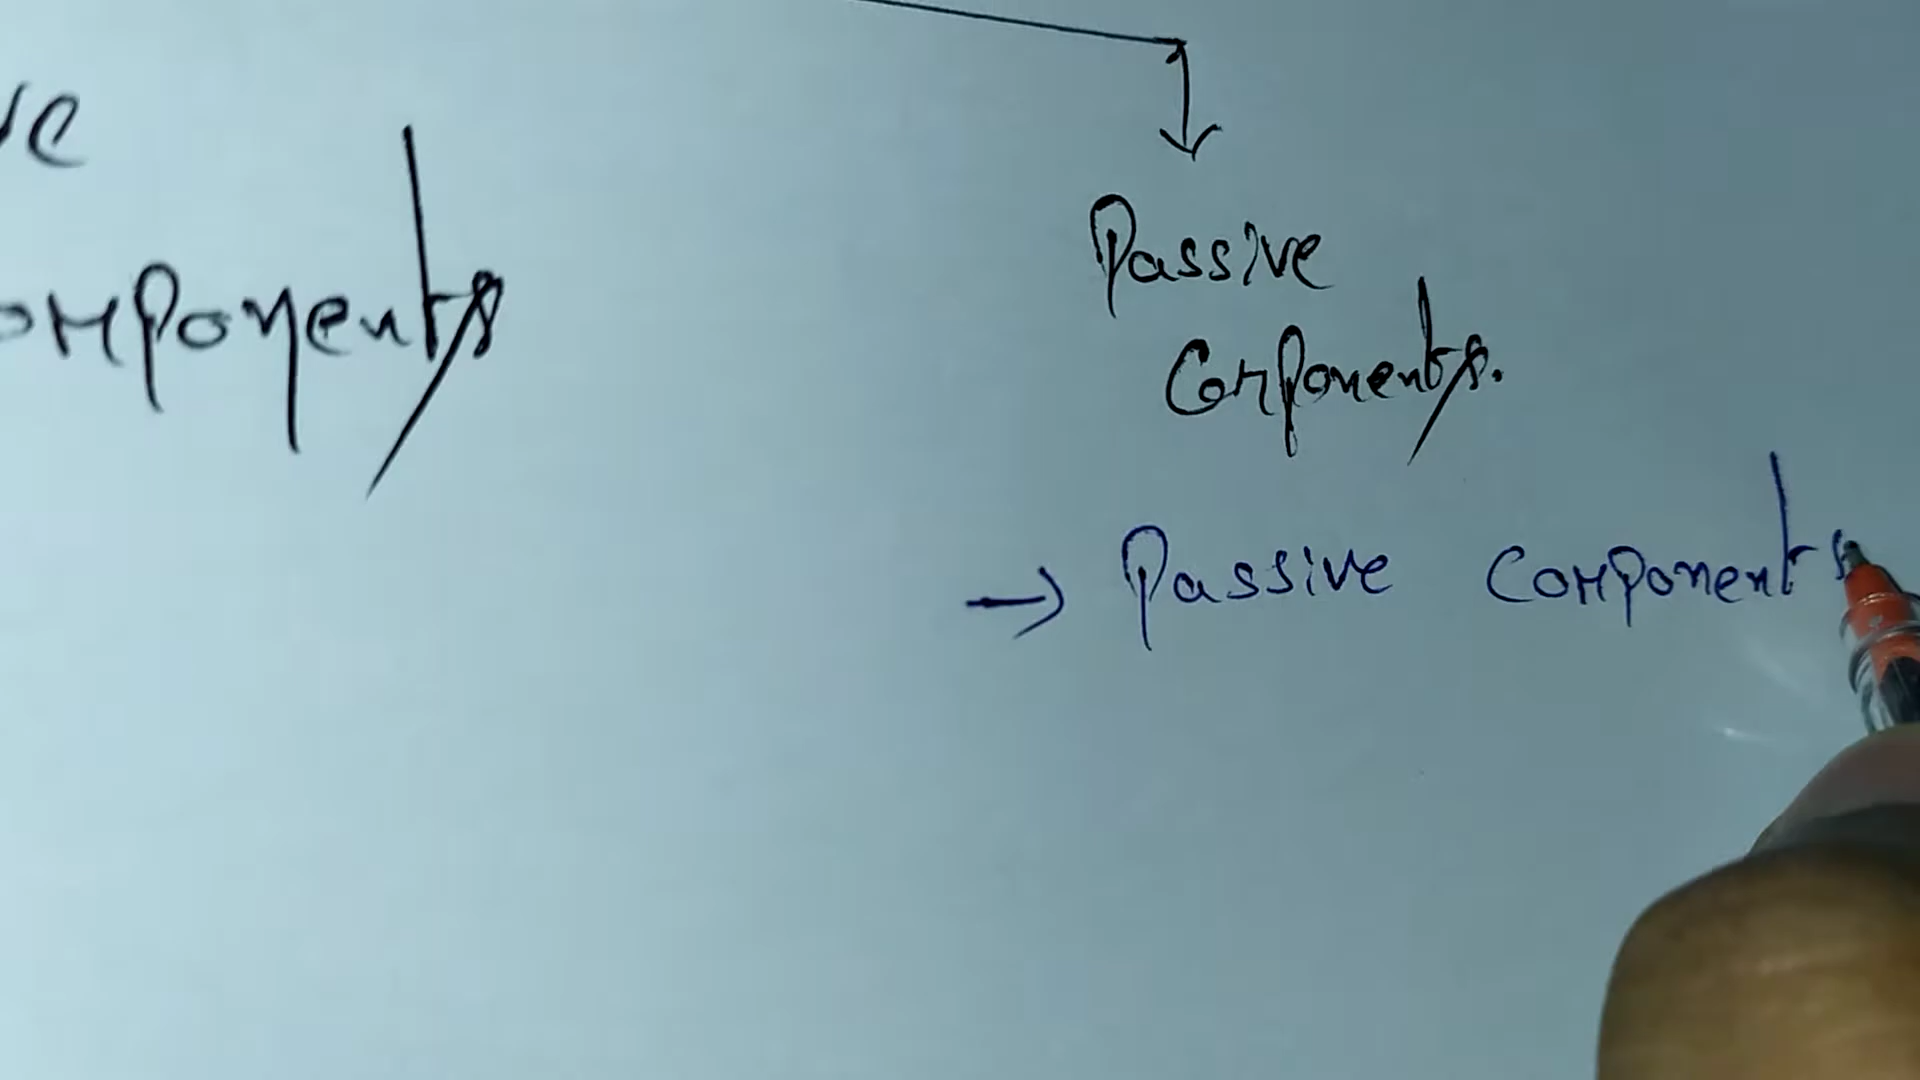 ve
omponents
Passive
Components.
→ Passive Components